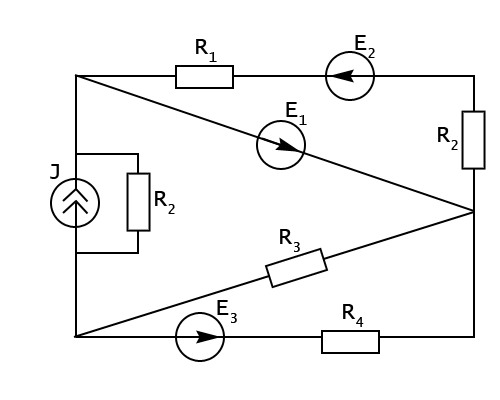 R₁
E₂
E₁
R₂
J
R₂
R₃
E₃
R₄